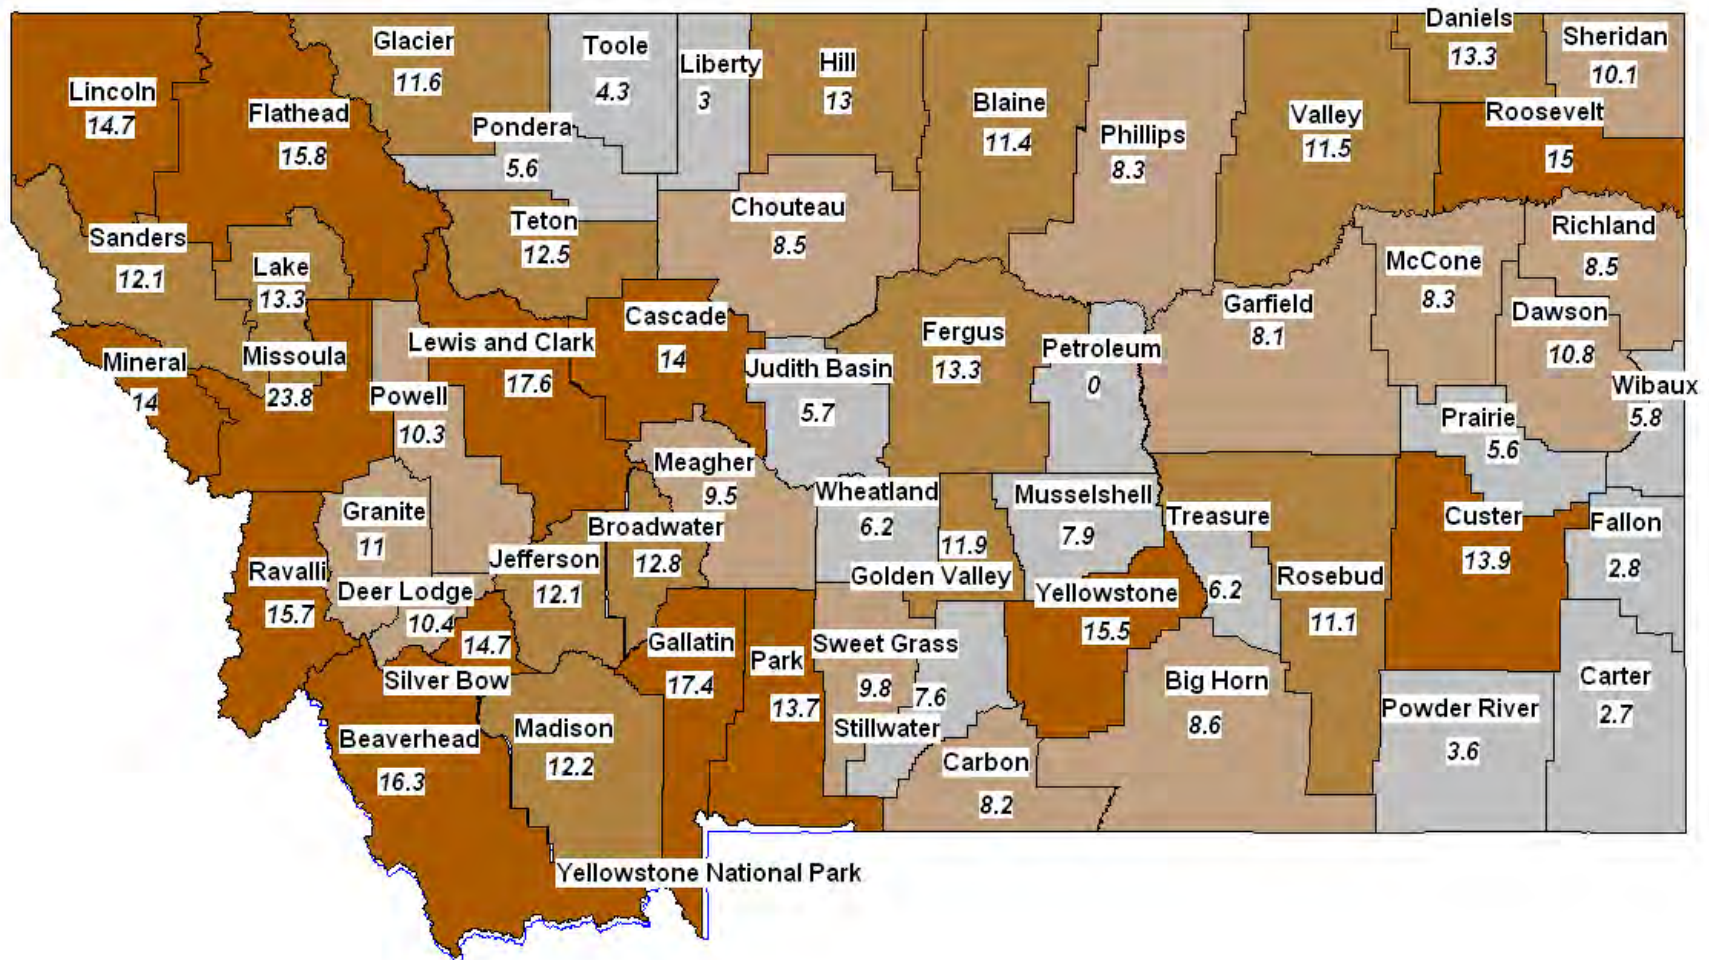 Daniels
13.3
Sheridan
10.1
Glacier
11.6
Toole
4.3
Liberty
3
Hill
13
Lincoln
14.7
Flathead
15.8
Blaine
11.4
Phillips
8.3
Valley
11.5
Roosevelt
15
Pondera
5.6
Chouteau
8.5
Teton
12.5
Sanders
12.1
Lake
13.3
Richland
8.5
McCone
8.3
Garfield
8.1
Dawson
10.8
Cascade
14
Lewis and Clark
17.6
Fergus
13.3
Petroleum
0
Mineral
14
Missoula
23.8
Powell
10.3
Judith Basin
5.7
Wibaux
5.8
Prairie
5.6
Meagher
9.5
Wheatland
6.2
Musselshell
7.9
Granite
11
Broadwater
12.8
11.9
Golden Valley
Treasure
6.2
Custer
13.9
Fallon
2.8
Jefferson
12.1
Ravalli
15.7
Deer Lodge
10.4
Yellowstone
15.5
Rosebud
11.1
14.7
Silver Bow
Gallatin
17.4
Park
13.7
Sweet Grass
9.8
7.6
Stillwater
Big Horn
8.6
Carter
2.7
Powder River
3.6
Beaverhead
16.3
Madison
12.2
Carbon
8.2
Yellowstone National Park